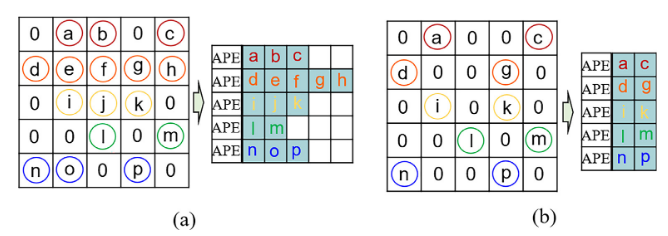 0 a b 0 c
d e f g h
0 i j k 0
0 0 l 0 m
n o 0 p 0
APE a b c
APE d e f g h
APE i j k
APE l m
APE n o p
(a)
0 a 0 0 c
d 0 0 g 0
0 i 0 k 0
0 0 l 0 m
n 0 0 p 0
APE a c
APE d g
APE i k
APE l m
APE n p
(b)